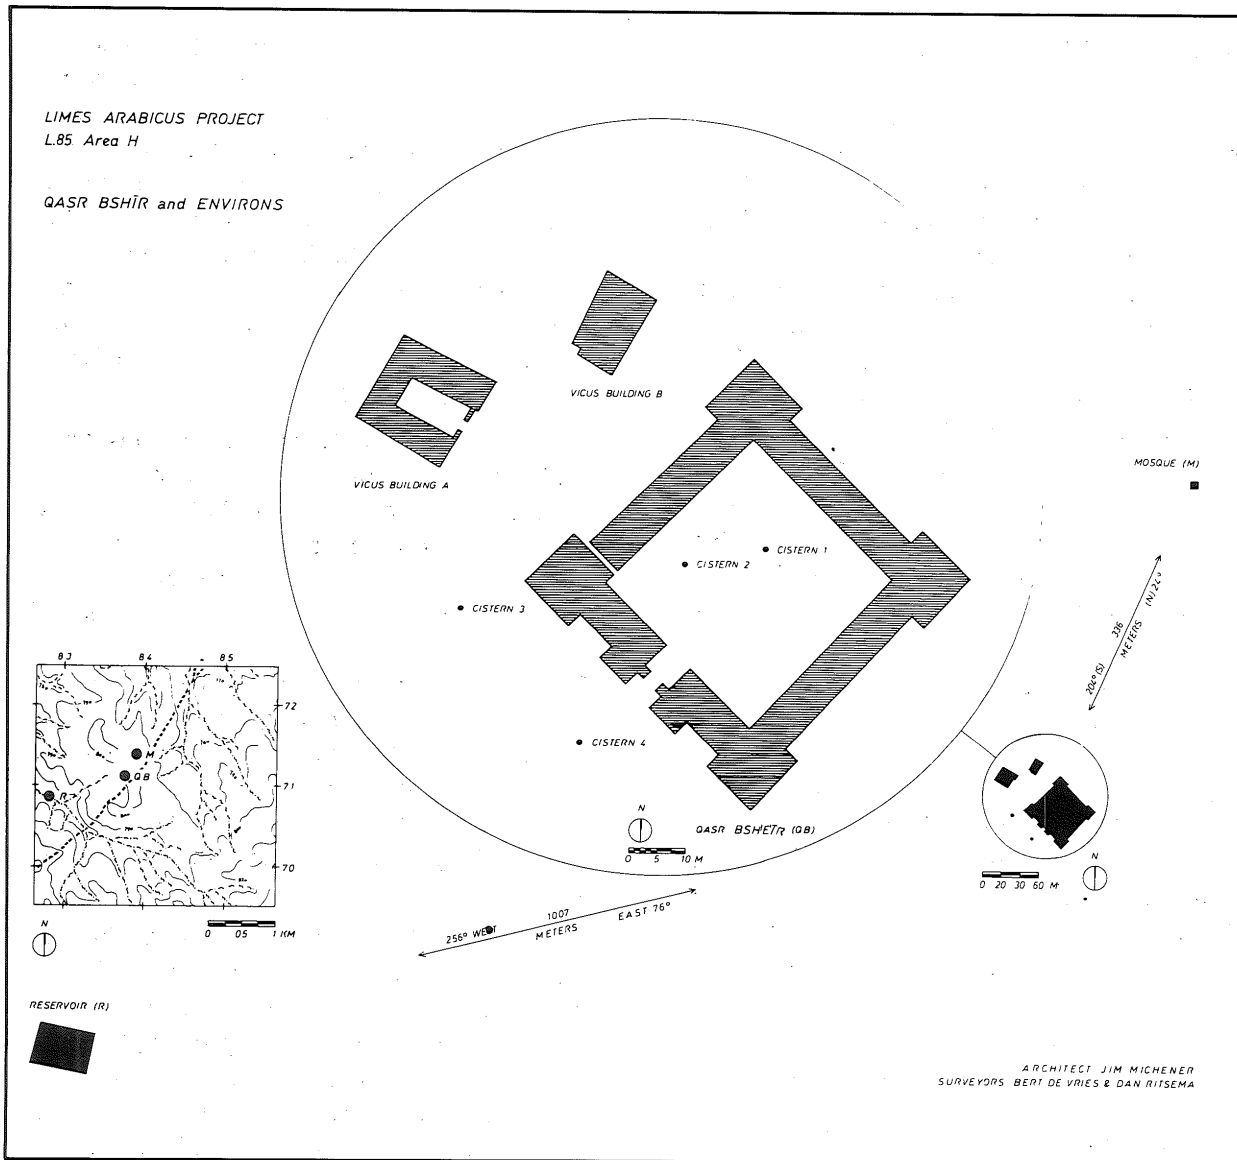 LIMES ARABICUS PROJECT
L.85 Area H
QASR BSHĪR and ENVIRONS
VICUS BUILDING B
VICUS BUILDING A
MOSQUE (M)
CISTERN 1
CISTERN 2
CISTERN 3
CISTERN 4
336
METERS
204° (S)
(N) 24°
83 84 85
72
71
70
M
QB
R
N
0 05 1 KM
N
0 5 10 M
QASR BSHEIR (QB)
N
0 20 30 60 M
256° WEST
1007
METERS
EAST 76°
RESERVOIR (R)
ARCHITECT JIM MICHENER
SURVEYORS BERT DE VRIES & DAN RITSEMA